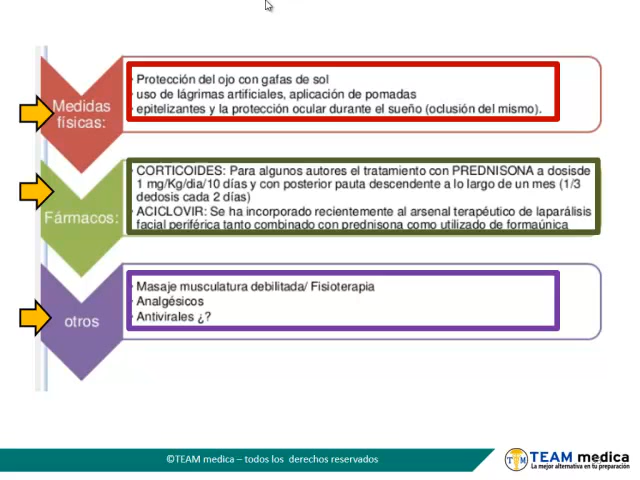 Medidas
físicas:
Protección del ojo con gafas de sol
uso de lágrimas artificiales, aplicación de pomadas
epitelizantes y la protección ocular durante el sueño (oclusión del mismo).
Fármacos:
CORTICOIDES: Para algunos autores el tratamiento con PREDNISONA a dosisde
1 mg/Kg/dia/10 días y con posterior pauta descendente a lo largo de un mes (1/3
dedosis cada 2 días)
ACICLOVIR: Se ha incorporado recientemente al arsenal terapéutico de laparálisis
facial periférica tanto combinado con prednisona como utilizado de formaúnica
otros
•Masaje musculatura debilitada/ Fisioterapia
•Analgésicos
•Antivirales ¿?
©TEAM medica – todos los derechos reservados
TM
TEAM medica
La mejor alternativa en tu preparación